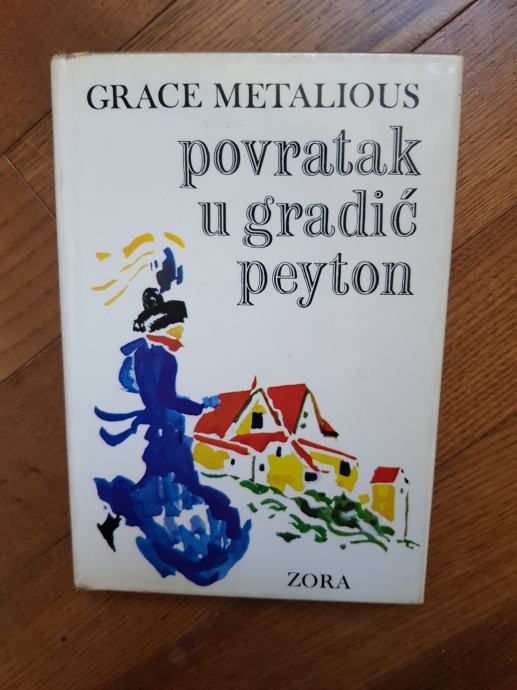 GRACE METALIOUS
povratak
u gradić
peyton
ZORA